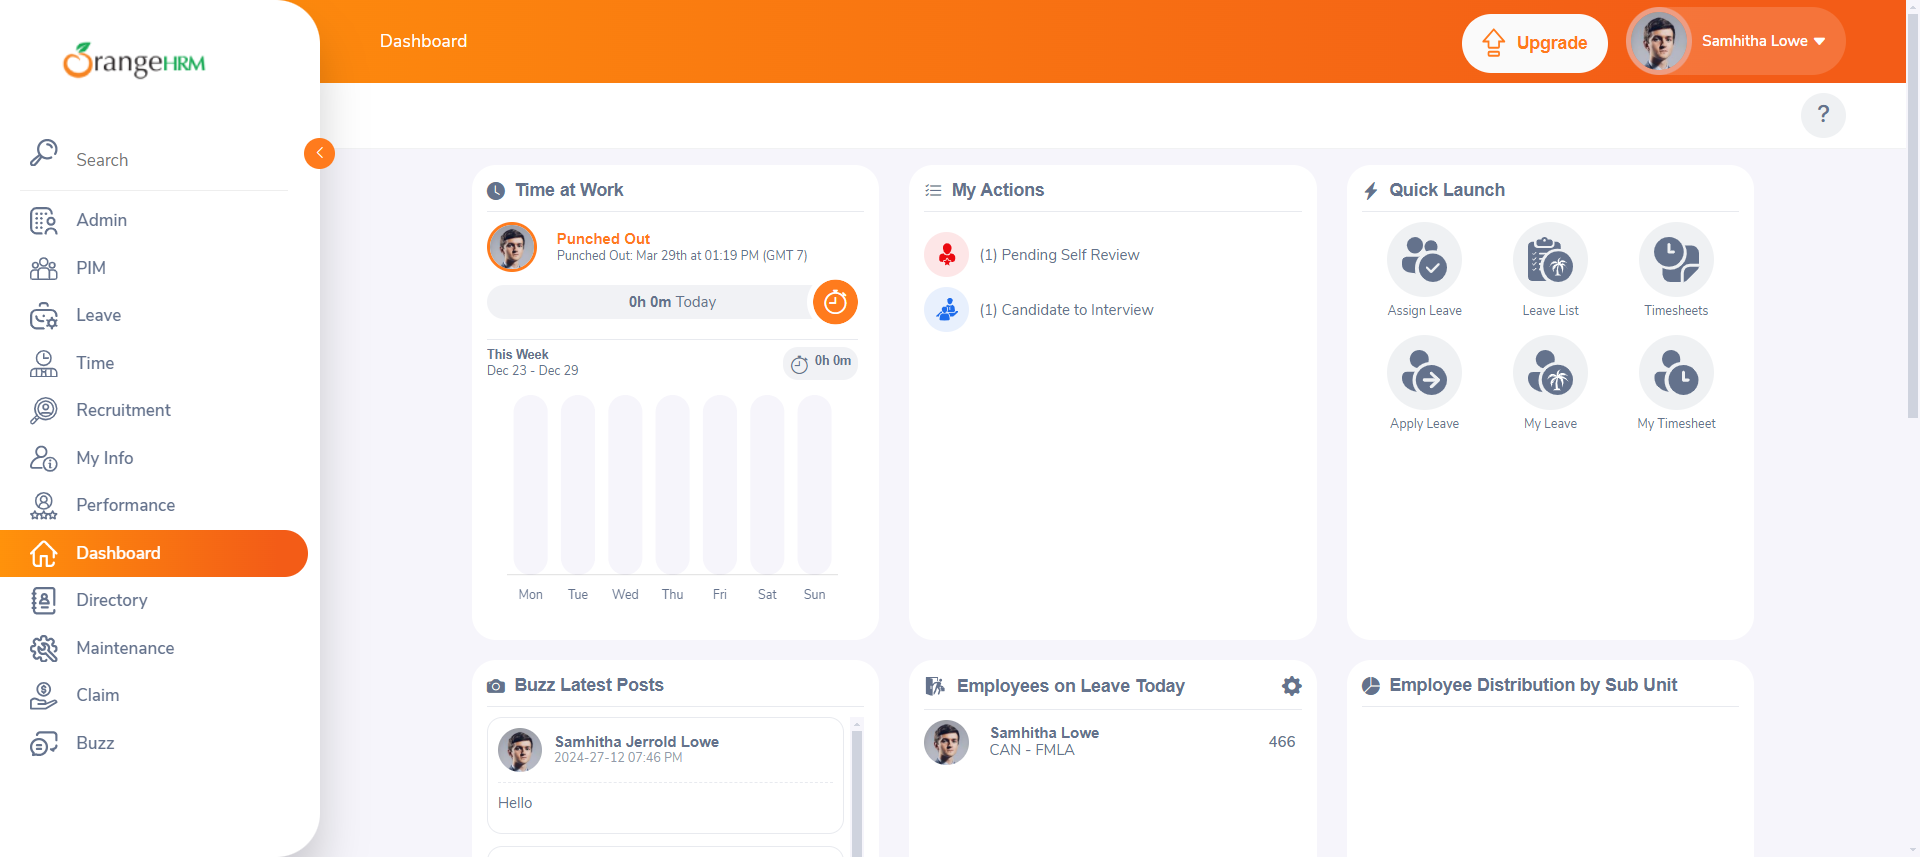 OrangeHRM
Search
Admin
PIM
Leave
Time
Recruitment
My Info
Performance
Dashboard
Directory
Maintenance
Claim
Buzz
Dashboard
Upgrade
Samhitha Lowe
?
Time at Work
Punched Out
Punched Out: Mar 29th at 01:19 PM (GMT 7)
0h 0m Today
This Week
Dec 23 - Dec 29
0h 0m
Mon Tue Wed Thu Fri Sat Sun
My Actions
(1) Pending Self Review
(1) Candidate to Interview
Quick Launch
Assign Leave
Leave List
Timesheets
Apply Leave
My Leave
My Timesheet
Buzz Latest Posts
Samhitha Jerrold Lowe
2024-27-12 07:46 PM
Hello
Employees on Leave Today
Samhitha Lowe
CAN - FMLA
466
Employee Distribution by Sub Unit